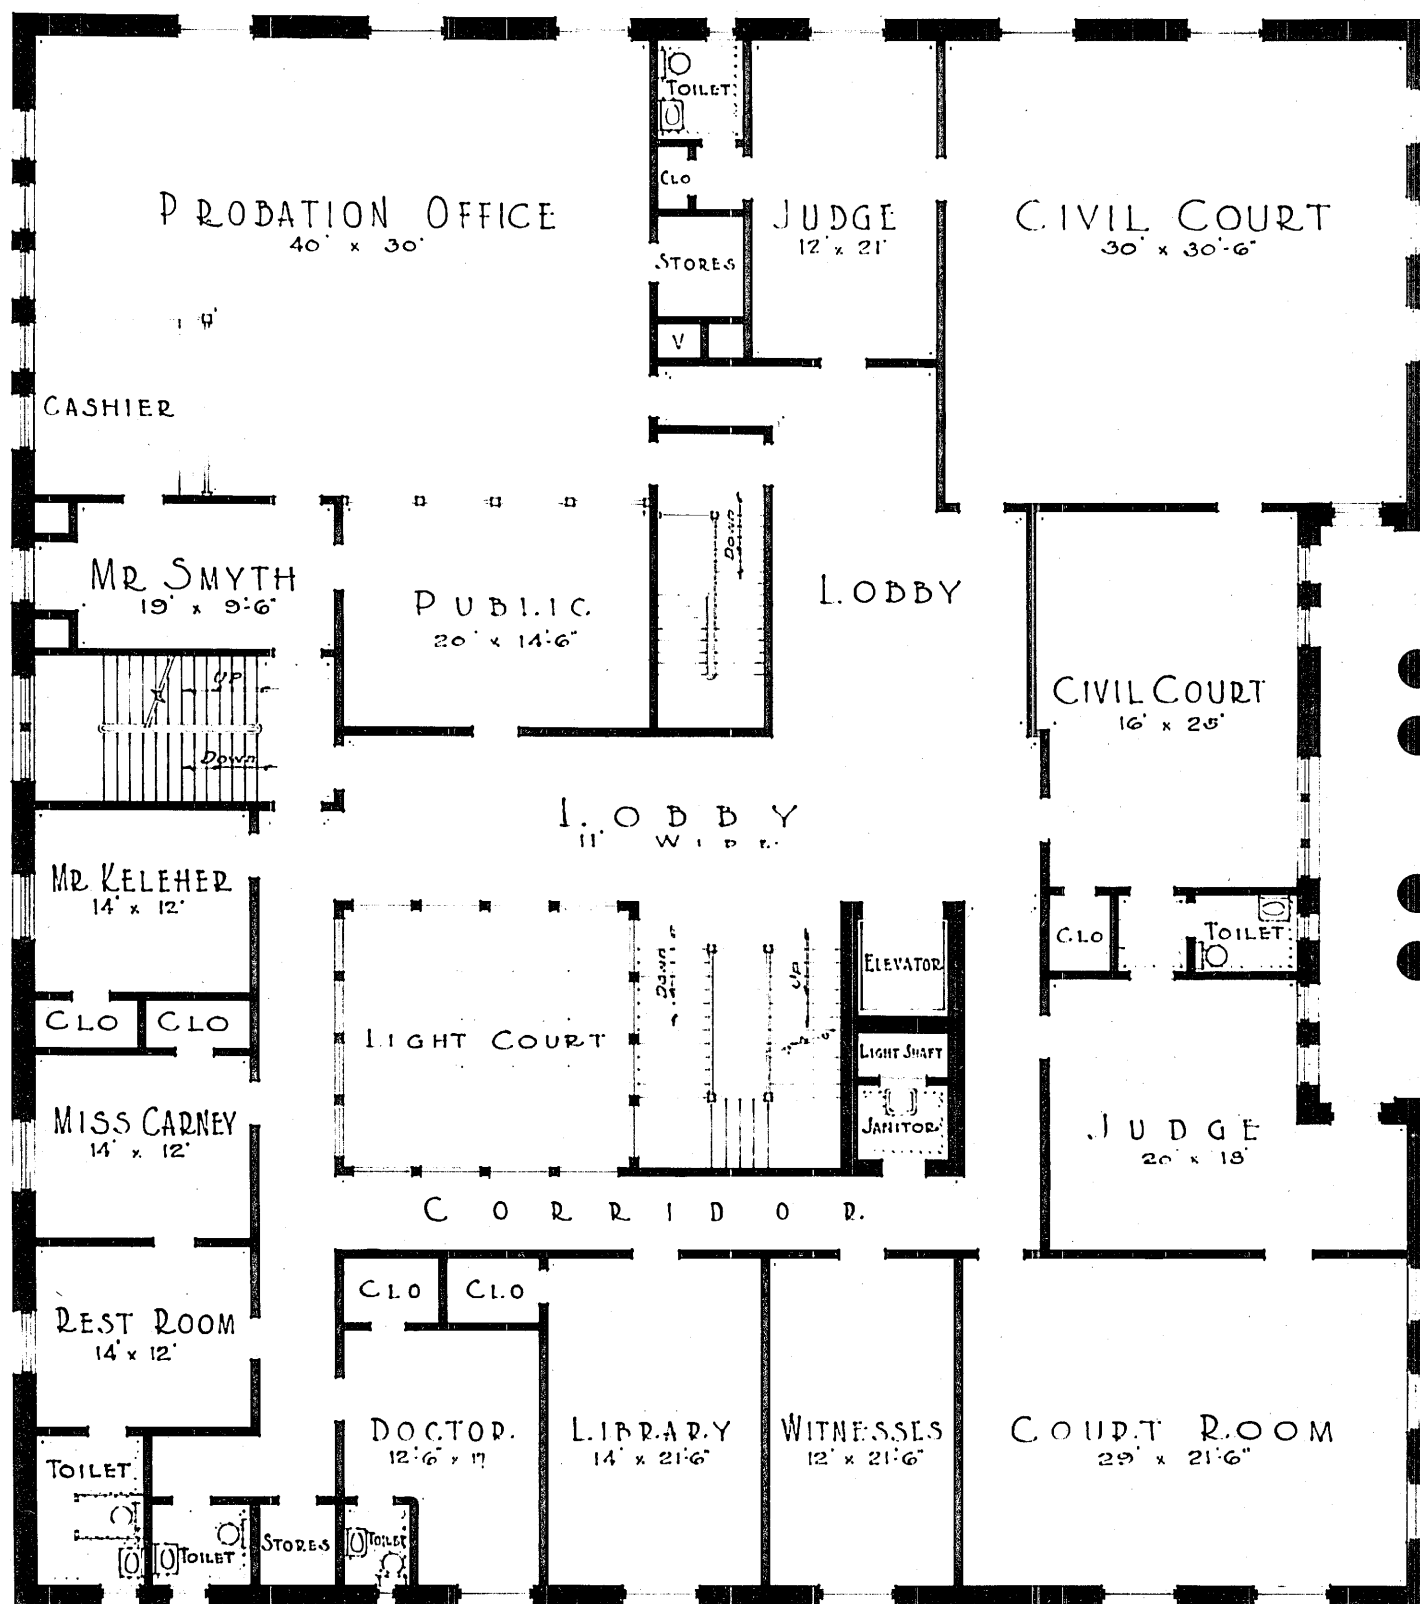 TOILET
CLO
PROBATION OFFICE
40' x 30'
JUDGE
12' x 21'
CIVIL COURT
30' x 30'-6"
STORES
V
CASHIER
MR SMYTH
19' x 9'-6"
PUBLIC
20' x 14'-6"
DOWN
LOBBY
UP
DOWN
CIVIL COURT
16' x 25'
LOBBY
11' WIDE
MR KELEHER
14' x 12'
CLO
TOILET
ELEVATOR
DOWN
UP
CLO
CLO
LIGHT COURT
LIGHT SHAFT
MISS CARNEY
14' x 12'
JANITOR
JUDGE
20' x 18'
CORRIDOR
CLO
CLO
REST ROOM
14' x 12'
DOCTOR
12'-6" x 17'
LIBRARY
14' x 21'-6"
WITNESSES
12' x 21'-6"
COURT ROOM
29' x 21'-6"
TOILET
TOILET
STORES
TOILET